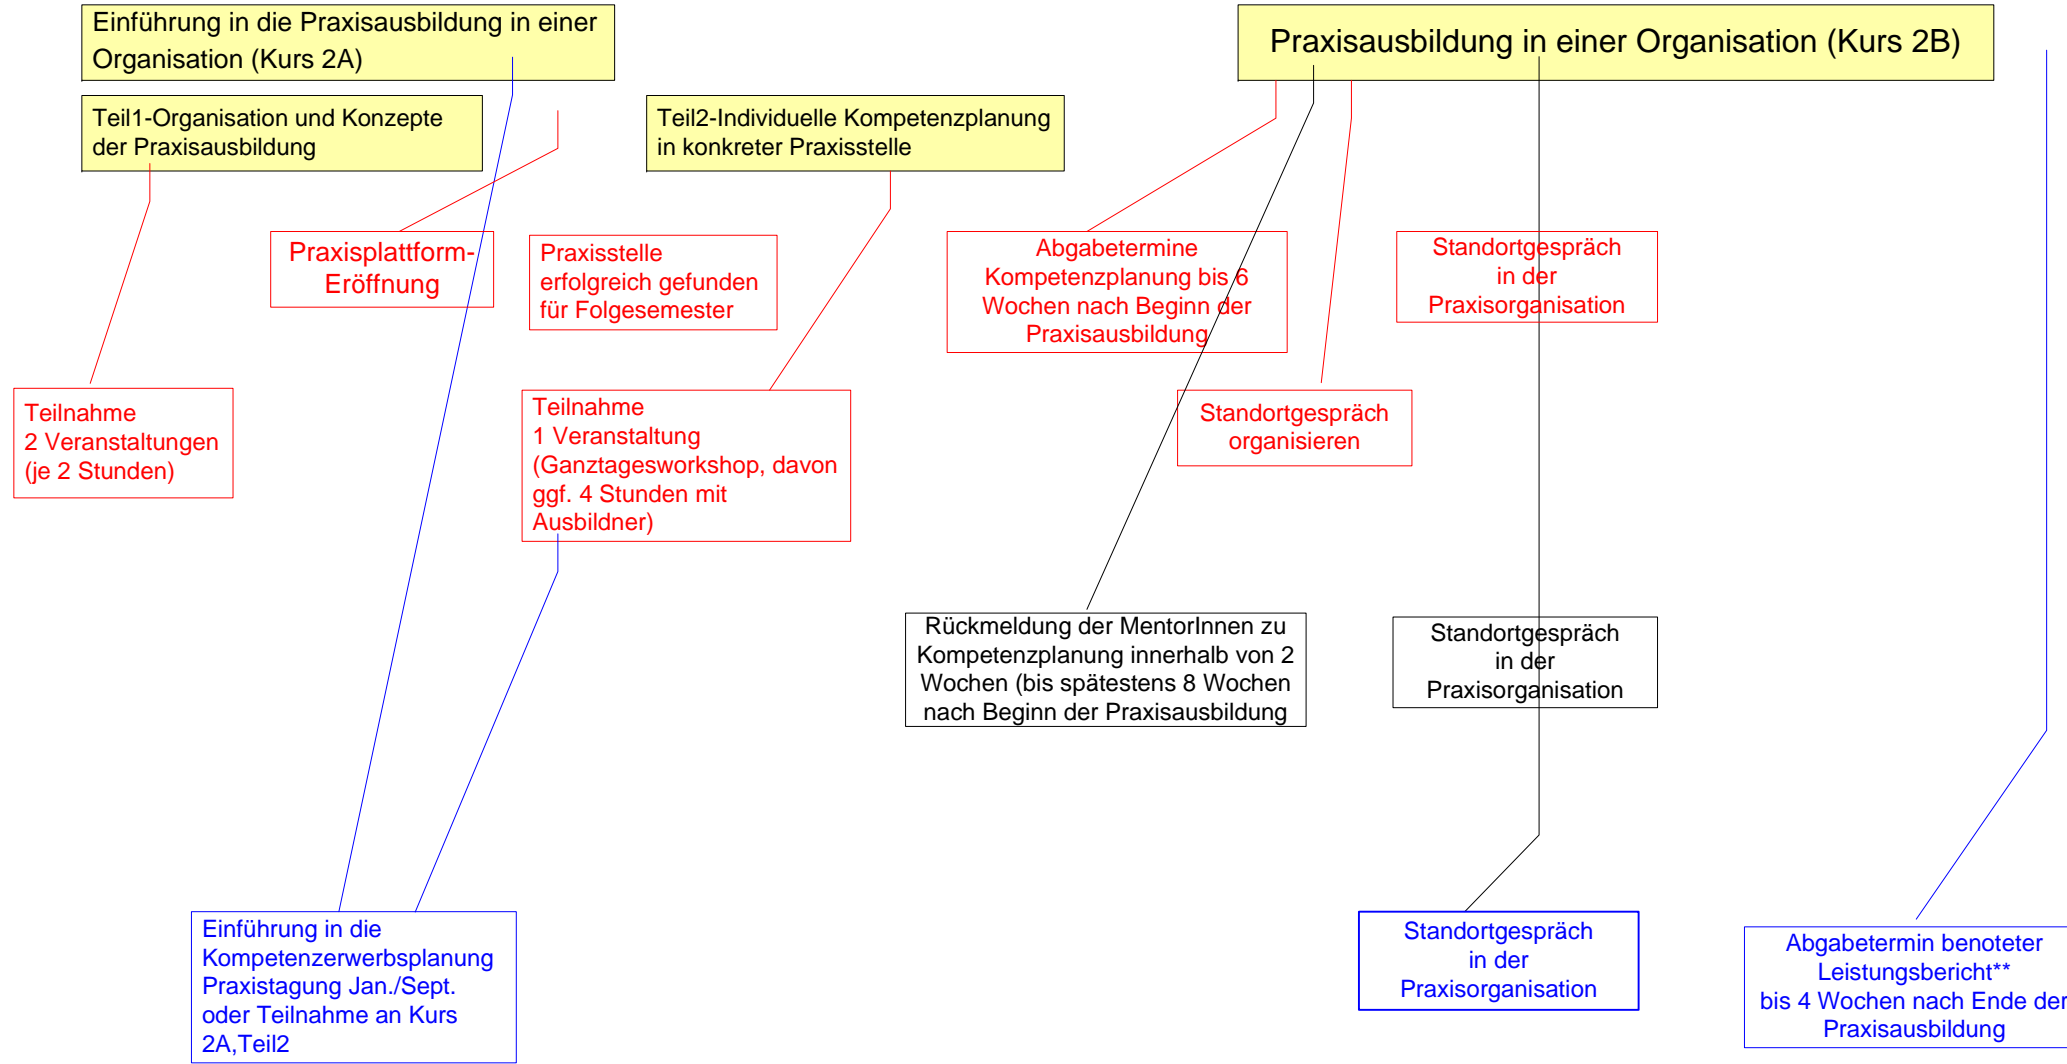 Einführung in die Praxisausbildung in einer
Organisation (Kurs 2A)
Praxisausbildung in einer Organisation (Kurs 2B)
Teil1-Organisation und Konzepte
der Praxisausbildung
Teil2-Individuelle Kompetenzplanung
in konkreter Praxisstelle
Praxisplattform-
Eröffnung
Praxisstelle
erfolgreich gefunden
für Folgesemester
Abgabetermine
Kompetenzplanung bis 6
Wochen nach Beginn der
Praxisausbildung
Standortgespräch
in der
Praxisorganisation
Teilnahme
2 Veranstaltungen
(je 2 Stunden)
Teilnahme
1 Veranstaltung
(Ganztagesworkshop, davon
ggf. 4 Stunden mit
Ausbildner)
Standortgespräch
organisieren
Rückmeldung der MentorInnen zu
Kompetenzplanung innerhalb von 2
Wochen (bis spätestens 8 Wochen
nach Beginn der Praxisausbildung
Standortgespräch
in der
Praxisorganisation
Einführung in die
Kompetenzerwerbsplanung
Praxistagung Jan./Sept.
oder Teilnahme an Kurs
2A,Teil2
Standortgespräch
in der
Praxisorganisation
Abgabetermin benoteter
Leistungsbericht**
bis 4 Wochen nach Ende der
Praxisausbildung